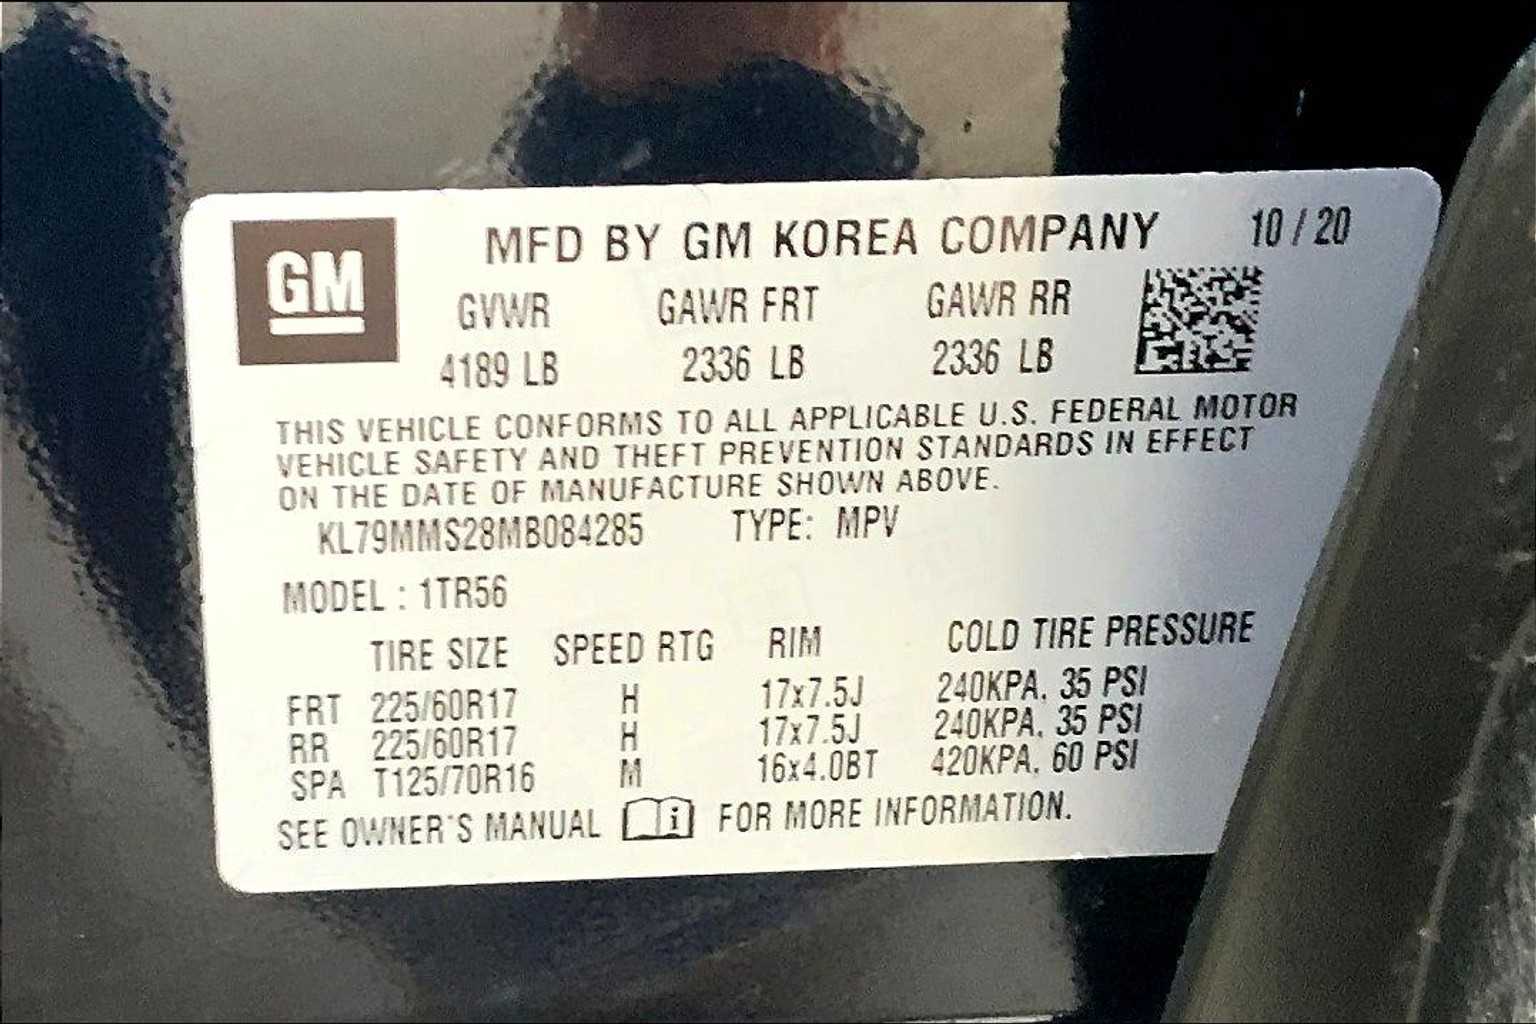 GM
MFD BY GM KOREA COMPANY 10 / 20
GVWR GAWR FRT GAWR RR
4189 LB 2336 LB 2336 LB
THIS VEHICLE CONFORMS TO ALL APPLICABLE U.S. FEDERAL MOTOR
VEHICLE SAFETY AND THEFT PREVENTION STANDARDS IN EFFECT
ON THE DATE OF MANUFACTURE SHOWN ABOVE.
KL79MMS28MB084285 TYPE: MPV
MODEL : 1TR56
TIRE SIZE SPEED RTG RIM COLD TIRE PRESSURE
FRT 225/60R17 H 17x7.5J 240KPA. 35 PSI
RR 225/60R17 H 17x7.5J 240KPA. 35 PSI
SPA T125/70R16 M 16x4.0BT 420KPA. 60 PSI
SEE OWNER'S MANUAL i FOR MORE INFORMATION.